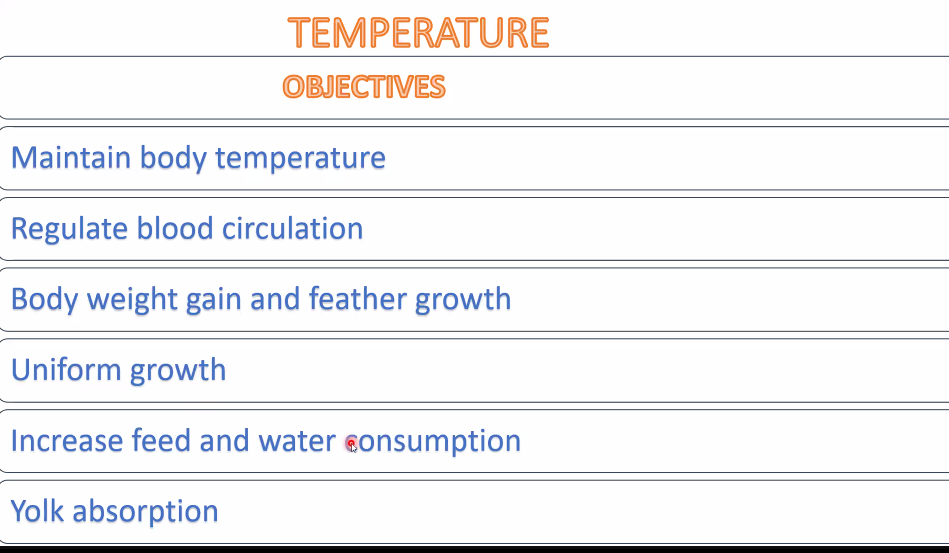 TEMPERATURE
OBJECTIVES
Maintain body temperature
Regulate blood circulation
Body weight gain and feather growth
Uniform growth
Increase feed and water consumption
Yolk absorption